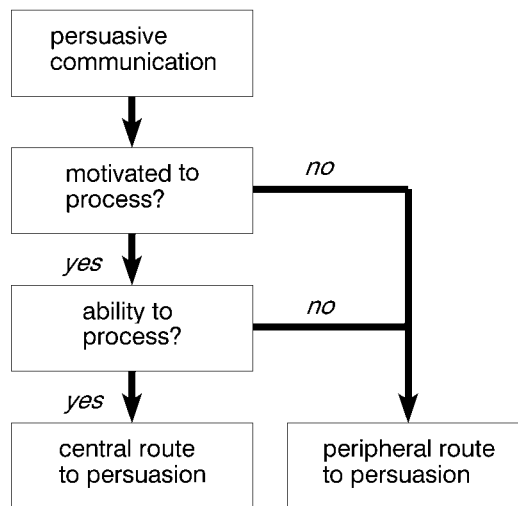 persuasive
communication
motivated to
process?
no
yes
ability to
process?
no
yes
central route
to persuasion
peripheral route
to persuasion